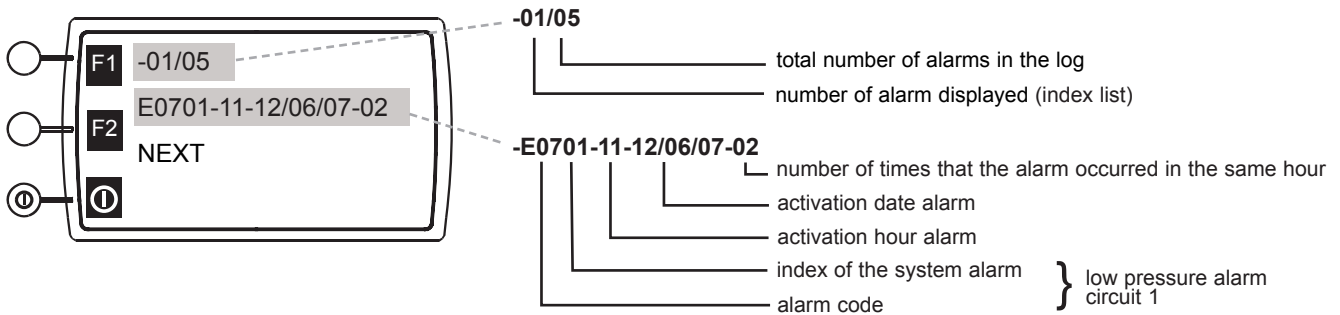 F1 -01/05
F2 E0701-11-12/06/07-02
NEXT
-01/05
total number of alarms in the log
number of alarm displayed (index list)
-E0701-11-12/06/07-02
number of times that the alarm occurred in the same hour
activation date alarm
activation hour alarm
index of the system alarm
alarm code
} low pressure alarm
circuit 1